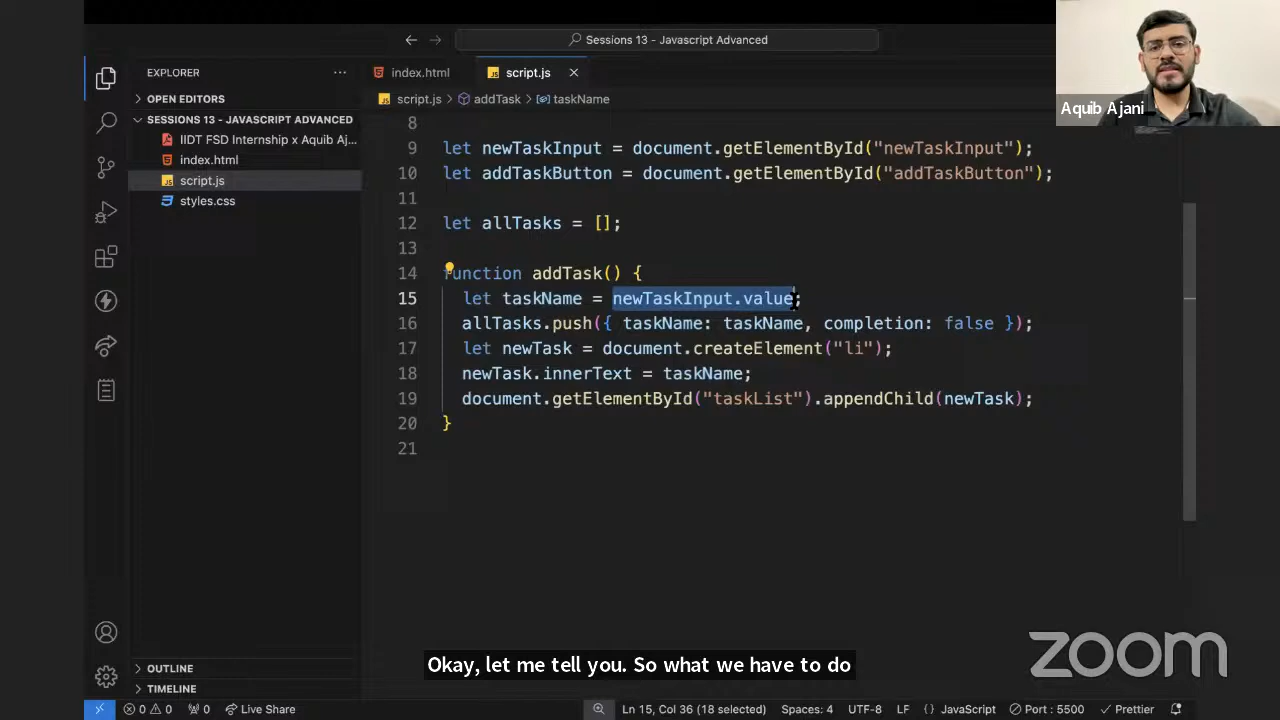 Sessions 13 - Javascript Advanced
Aquib Ajani
EXPLORER
index.html
script.js
OPEN EDITORS
script.js > addTask > taskName
SESSIONS 13 - JAVASCRIPT ADVANCED
IIDT FSD Internship x Aquib Aj...
index.html
script.js
styles.css
8
9 let newTaskInput = document.getElementById("newTaskInput");
10 let addTaskButton = document.getElementById("addTaskButton");
11
12 let allTasks = [];
13
14 function addTask() {
15 let taskName = newTaskInput.value;
16 allTasks.push({ taskName: taskName, completion: false });
17 let newTask = document.createElement("li");
18 newTask.innerText = taskName;
19 document.getElementById("taskList").appendChild(newTask);
20 }
21
Okay, let me tell you. So what we have to do
zoom
OUTLINE
TIMELINE
0 0 0 Live Share Ln 15, Col 36 (18 selected) Spaces: 4 UTF-8 LF {} JavaScript Port : 5500 Prettier